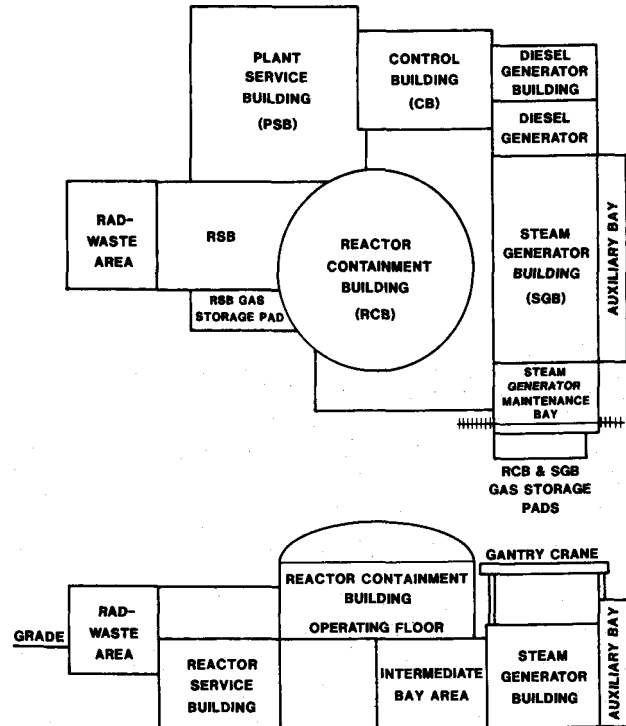 PLANT
SERVICE
BUILDING
(PSB)
CONTROL
BUILDING
(CB)
DIESEL
GENERATOR
BUILDING
DIESEL
GENERATOR
RAD-
WASTE
AREA
RSB
REACTOR
CONTAINMENT
BUILDING
(RCB)
STEAM
GENERATOR
BUILDING
(SGB)
AUXILIARY BAY
RSB GAS
STORAGE PAD
STEAM
GENERATOR
MAINTENANCE
BAY
RCB & SGB
GAS STORAGE
PADS
GANTRY CRANE
REACTOR CONTAINMENT
BUILDING
OPERATING FLOOR
RAD-
WASTE
AREA
GRADE
REACTOR
SERVICE
BUILDING
INTERMEDIATE
BAY AREA
STEAM
GENERATOR
BUILDING
AUXILIARY BAY